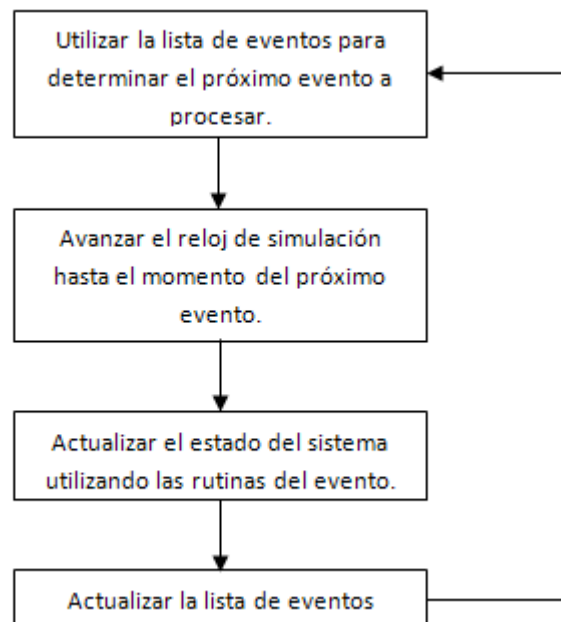 Utilizar la lista de eventos para
determinar el próximo evento a
procesar.
Avanzar el reloj de simulación
hasta el momento del próximo
evento.
Actualizar el estado del sistema
utilizando las rutinas del evento.
Actualizar la lista de eventos